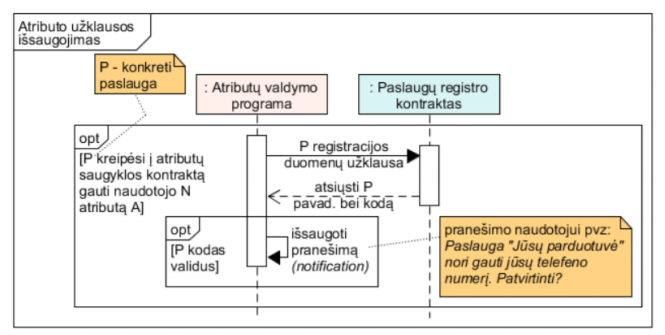 Atributo užklausos
išsaugojimas
P - konkreti
paslauga
: Atributų valdymo
programa
: Paslaugų registro
kontraktas
opt
[P kreipėsi į atributų
saugyklos kontraktą
gauti naudotojo N
atributą A]
P registracijos
duomenų užklausa
atsiųsti P
pavad. bei kodą
opt
[P kodas
validus]
išsaugoti
pranešimą
(notification)
pranešimo naudotojui pvz:
Paslauga "Jūsų parduotuvė"
nori gauti jūsų telefeno
numerį. Patvirtinti?